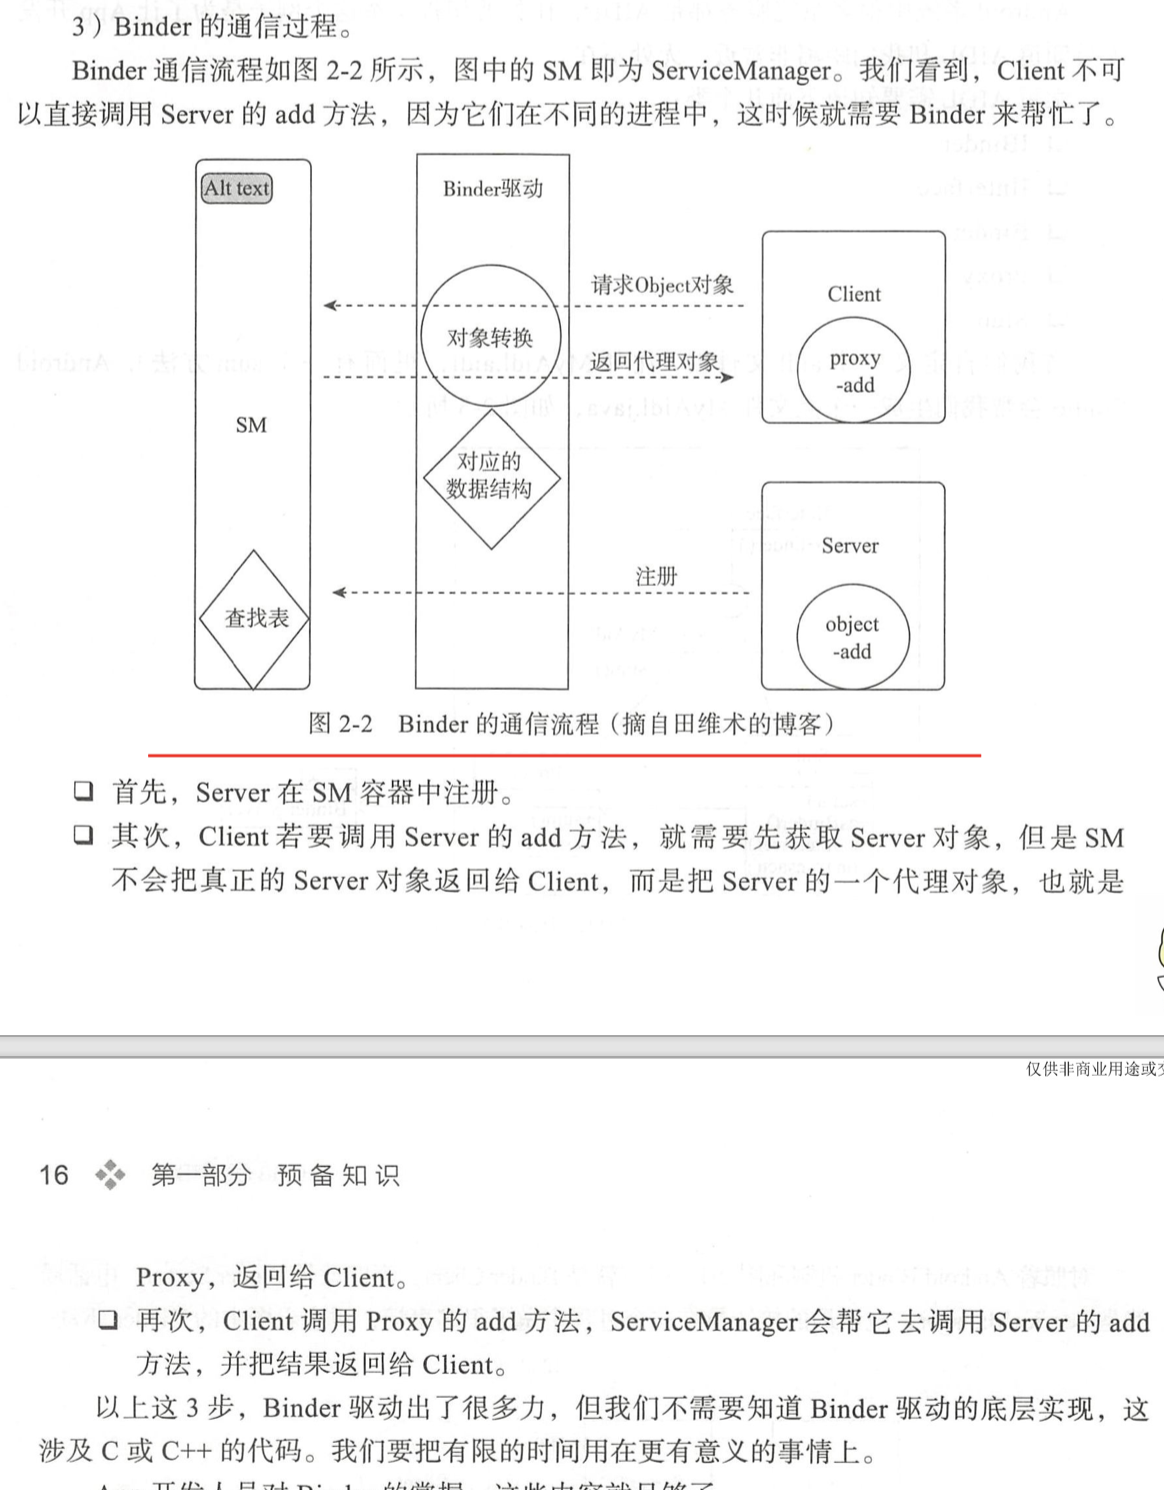 3）Binder 的通信过程。
Binder 通信流程如图 2-2 所示，图中的 SM 即为 ServiceManager。我们看到，Client 不可
以直接调用 Server 的 add 方法，因为它们在不同的进程中，这时候就需要 Binder 来帮忙了。
Alt text
Binder驱动
请求Object对象
Client
对象转换
返回代理对象
proxy
-add
SM
对应的
数据结构
Server
注册
查找表
object
-add
图 2-2 Binder 的通信流程（摘自田维术的博客）
❑ 首先，Server 在 SM 容器中注册。
❑ 其次，Client 若要调用 Server 的 add 方法，就需要先获取 Server 对象，但是 SM
不会把真正的 Server 对象返回给 Client，而是把 Server 的一个代理对象，也就是
仅供非商业用途或
16 第一部分 预备知识
Proxy，返回给 Client。
❑ 再次，Client 调用 Proxy 的 add 方法，ServiceManager 会帮它去调用 Server 的 add
方法，并把结果返回给 Client。
以上这 3 步，Binder 驱动出了很多力，但我们不需要知道 Binder 驱动的底层实现，这
涉及 C 或 C++ 的代码。我们要把有限的时间用在更有意义的事情上。